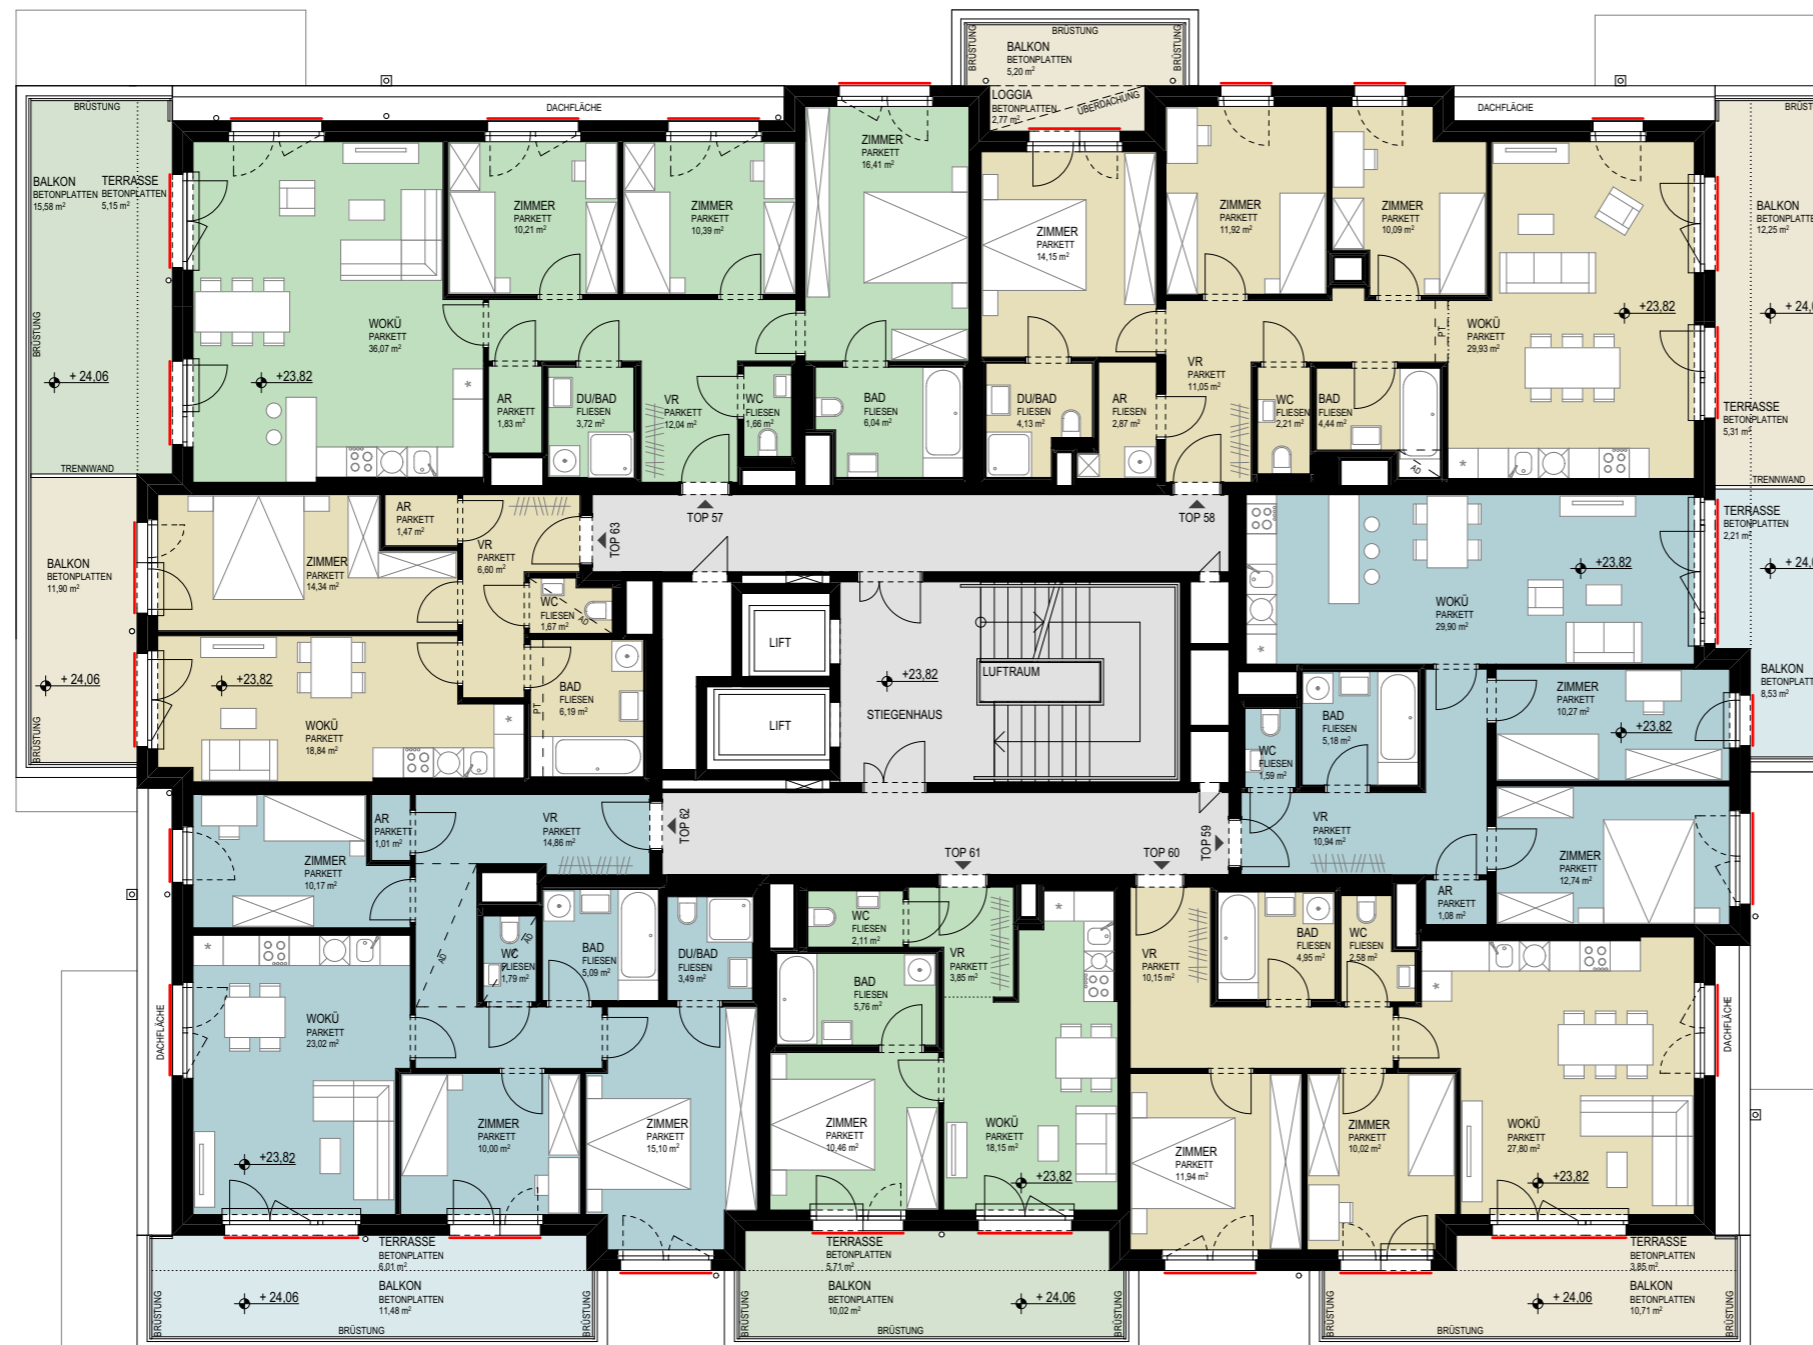 BRÜSTUNG
BRÜSTUNG
BRÜSTUNG
BALKON
BETONPLATTEN
5,20 m²
LOGGIA
BETONPLATTEN
2,77 m²
ÜBERDACHUNG
BRÜSTUNG
DACHFLÄCHE
DACHFLÄCHE
BALKON
BETONPLATTEN
15,58 m²
TERRASSE
BETONPLATTEN
5,15 m²
BRÜSTUNG
+ 24,06
TRENNWAND
WOKÜ
PARKETT
36,07 m²
+23,82
ZIMMER
PARKETT
10,21 m²
ZIMMER
PARKETT
10,39 m²
ZIMMER
PARKETT
16,41 m²
AR
PARKETT
1,83 m²
DU/BAD
FLIESEN
3,72 m²
VR
PARKETT
12,04 m²
WC
FLIESEN
1,66 m²
BAD
FLIESEN
6,04 m²
TOP 57
ZIMMER
PARKETT
14,15 m²
ZIMMER
PARKETT
11,92 m²
ZIMMER
PARKETT
10,09 m²
WOKÜ
PARKETT
29,93 m²
+23,82
PT
VR
PARKETT
11,05 m²
DU/BAD
FLIESEN
4,13 m²
AR
FLIESEN
2,87 m²
WC
FLIESEN
2,21 m²
BAD
FLIESEN
4,44 m²
AD
TOP 58
BALKON
12,25 m²
TERRASSE
5,31 m²
TRENNWAND
TERRASSE
BETONPLATTEN
2,21 m²
BALKON
8,53 m²
BALKON
BETONPLATTEN
11,90 m²
+ 24,06
BRÜSTUNG
ZIMMER
PARKETT
14,34 m²
AR
PARKETT
1,47 m²
VR
PARKETT
6,60 m²
TOP 63
WC
FLIESEN
1,67 m²
AD
BAD
FLIESEN
6,19 m²
PT
WOKÜ
PARKETT
18,84 m²
+23,82
LIFT
LIFT
+23,82
STIEGENHAUS
LUFTRAUM
WOKÜ
PARKETT
29,90 m²
+23,82
ZIMMER
PARKETT
10,27 m²
+23,82
BAD
FLIESEN
5,18 m²
WC
FLIESEN
1,59 m²
VR
PARKETT
10,94 m²
TOP 59
ZIMMER
PARKETT
12,74 m²
AR
PARKETT
1,08 m²
ZIMMER
PARKETT
10,17 m²
AR
PARKETT
1,01 m²
VR
PARKETT
14,86 m²
TOP 62
AD
WC
FLIESEN
1,79 m²
AD
BAD
FLIESEN
5,09 m²
DU/BAD
FLIESEN
3,49 m²
DACHFLÄCHE
WOKÜ
PARKETT
23,02 m²
+23,82
ZIMMER
PARKETT
10,00 m²
ZIMMER
PARKETT
15,10 m²
TOP 61
WC
FLIESEN
2,11 m²
VR
PARKETT
3,85 m²
BAD
FLIESEN
5,76 m²
ZIMMER
PARKETT
10,46 m²
WOKÜ
PARKETT
18,15 m²
+23,82
TOP 60
VR
PARKETT
10,15 m²
BAD
FLIESEN
4,95 m²
WC
FLIESEN
2,58 m²
ZIMMER
PARKETT
11,94 m²
ZIMMER
PARKETT
10,02 m²
WOKÜ
PARKETT
27,80 m²
+23,82
DACHFLÄCHE
TERRASSE
BETONPLATTEN
6,01 m²
BALKON
BETONPLATTEN
11,48 m²
+ 24,06
BRÜSTUNG
BRÜSTUNG
BRÜSTUNG
TERRASSE
BETONPLATTEN
5,71 m²
BALKON
BETONPLATTEN
10,02 m²
+ 24,06
BRÜSTUNG
BRÜSTUNG
BRÜSTUNG
TERRASSE
BETONPLATTEN
3,85 m²
BALKON
BETONPLATTEN
10,71 m²
+ 24,06
BRÜSTUNG
BRÜSTUNG
BRÜSTUNG